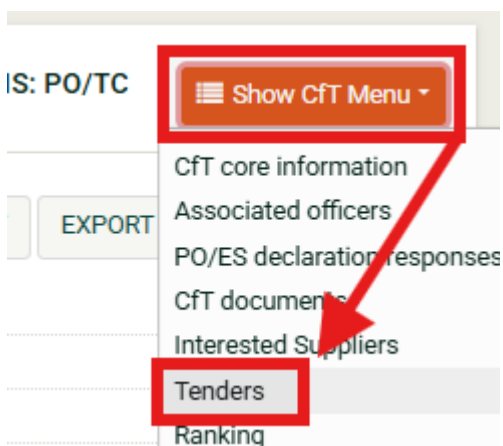 IS: PO/TC
Show CfT Menu
CfT core information
Associated officers
EXPORT
PO/ES declaration responses
CfT documents
Interested Suppliers
Tenders
Ranking